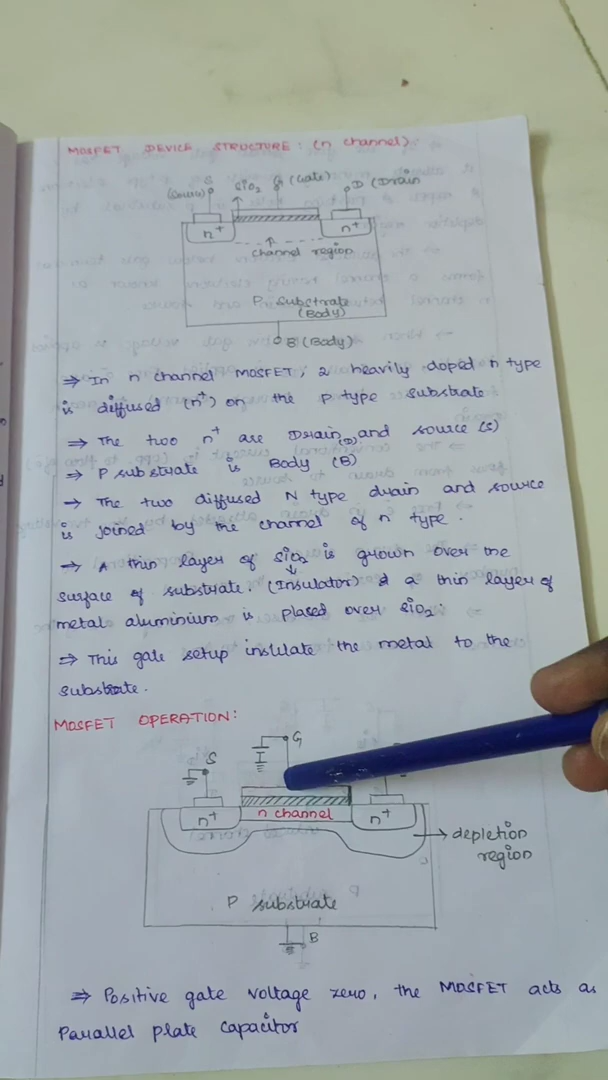 MOSFET DEVICE STRUCTURE: (n channel)
S
(Source) SiO2 G (Gate) D (Drain
n+ n+
channel region
P substrate
(Body)
B (Body)
⇒ In n channel MOSFET, 2 heavily doped n type
is diffused (n+) on the P type substrate
⇒ The two n+ are Drain(D) and source (S)
⇒ P substrate is Body (B)
→ The two diffused N type drain and source
is joined by the channel of n type.
⇒ A thin layer of SiO2 is grown over the
surface of substrate. (Insulator) & a thin layer of
metal aluminium is plased over SiO2.
⇒ This gate setup insulate the metal to the
substrate.
MOSFET OPERATION:
G
S
n+ n channel n+
depletion
region
P substrate
B
⇒ Positive gate voltage zero, the MOSFET acts as
Parallel plate capacitor